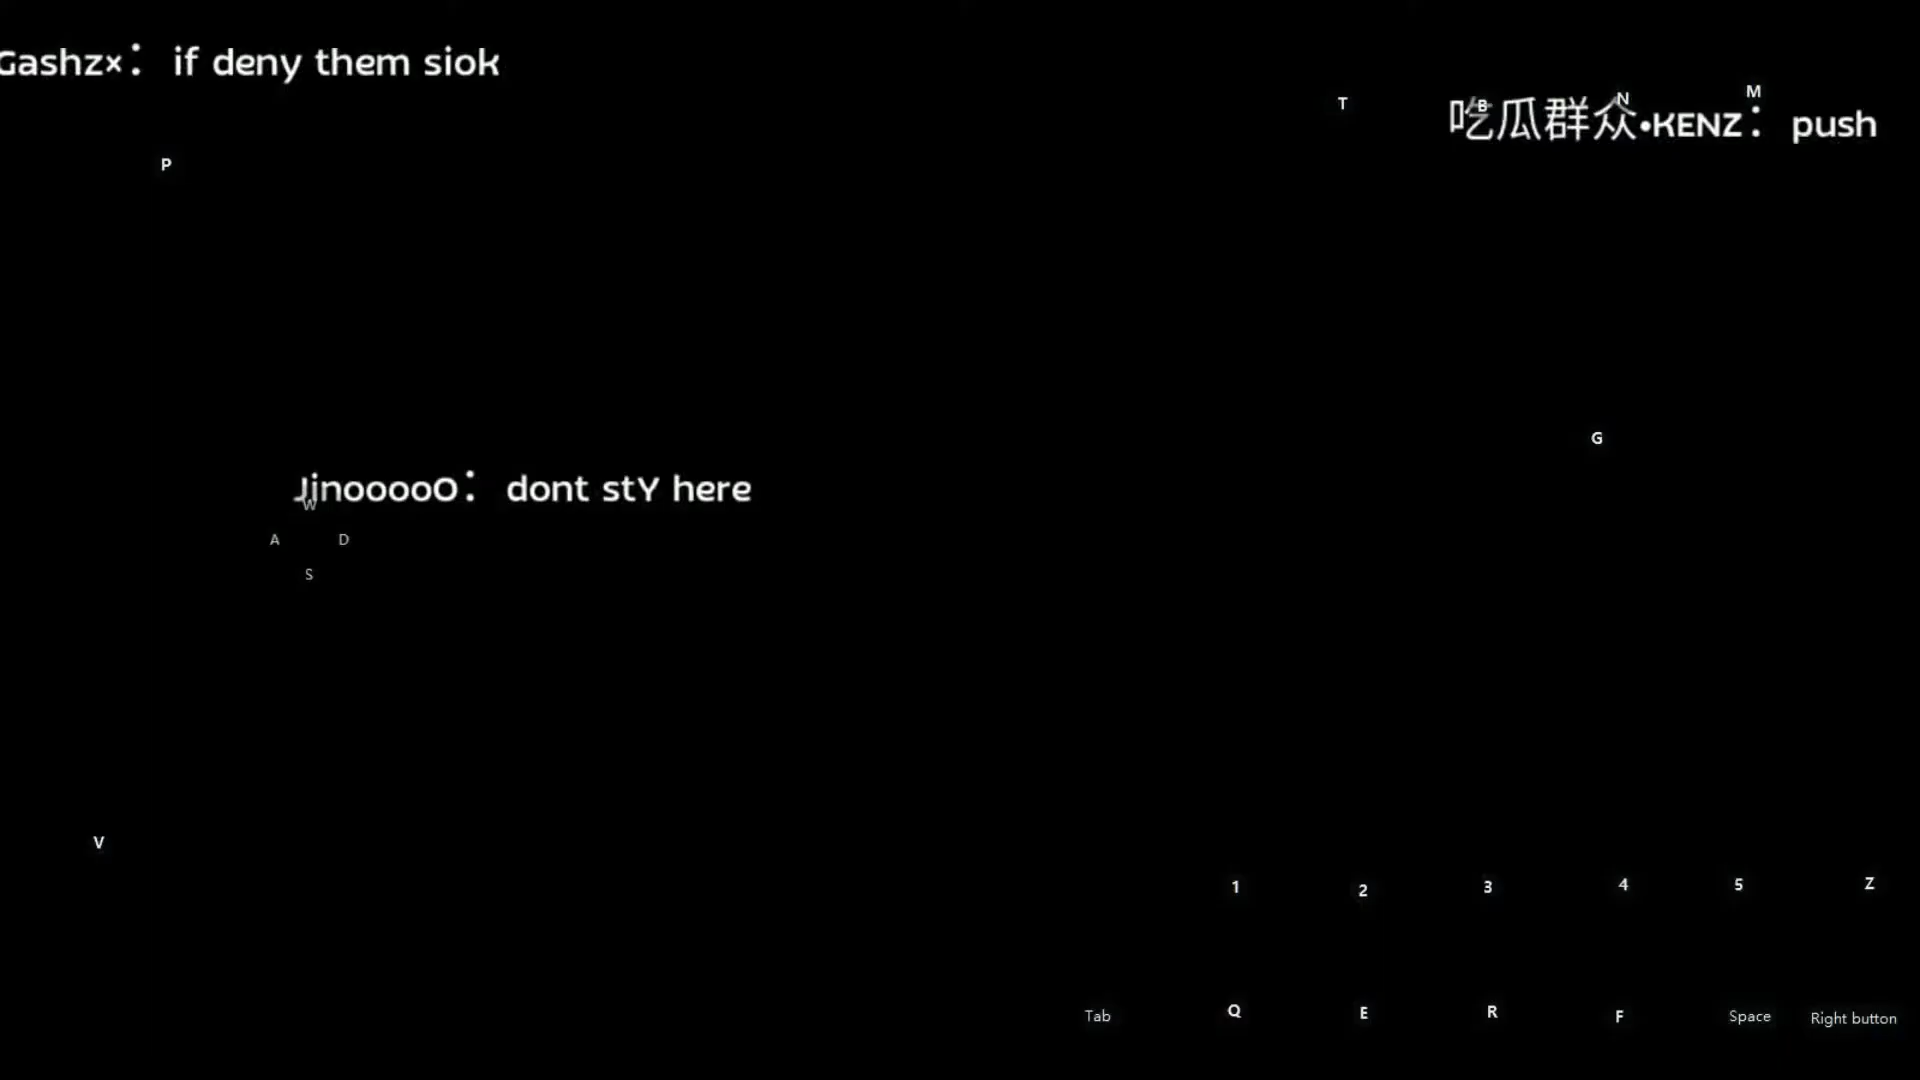 Gashz×： if deny them siok
T
B
N
M
吃瓜群众•KENZ： push
P
G
JinooooO： dont stY here
W
A
D
S
V
1
2
3
4
5
Z
Tab
Q
E
R
F
Space
Right button